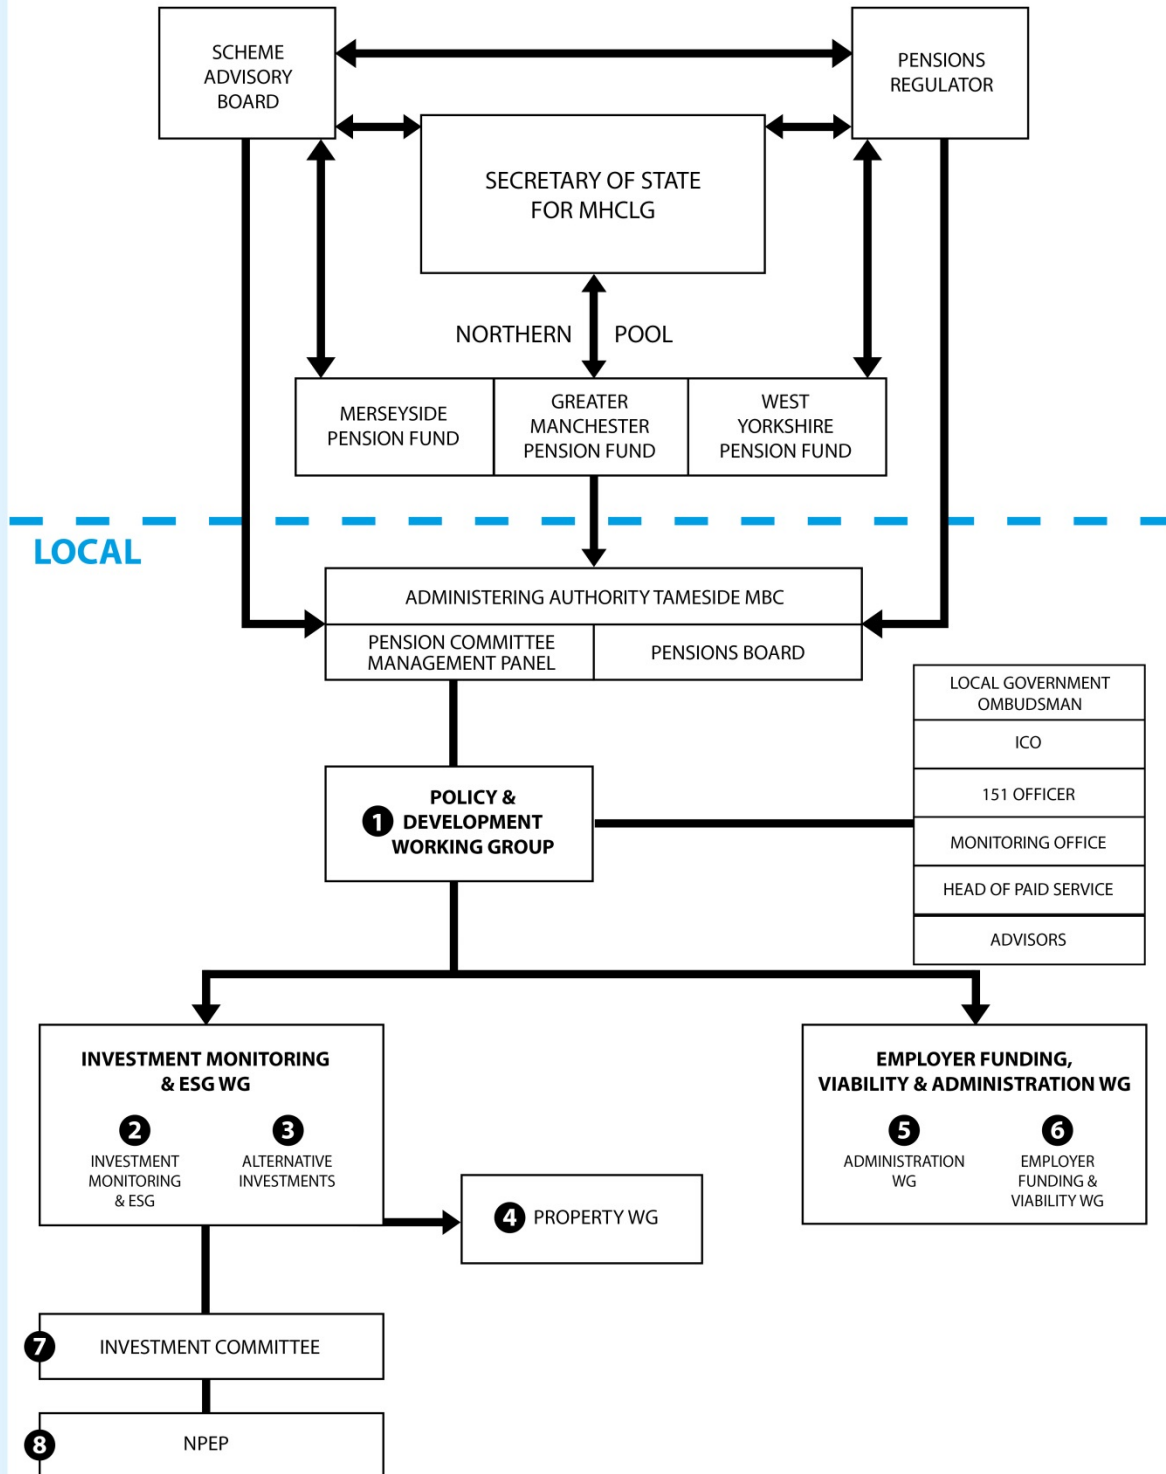 SCHEME
ADVISORY
BOARD
PENSIONS
REGULATOR
SECRETARY OF STATE
FOR MHCLG
NORTHERN POOL
MERSEYSIDE
PENSION FUND
GREATER
MANCHESTER
PENSION FUND
WEST
YORKSHIRE
PENSION FUND
LOCAL
ADMINISTERING AUTHORITY TAMESIDE MBC
PENSION COMMITTEE
MANAGEMENT PANEL
PENSIONS BOARD
LOCAL GOVERNMENT
OMBUDSMAN
ICO
151 OFFICER
MONITORING OFFICE
HEAD OF PAID SERVICE
ADVISORS
1
POLICY &
DEVELOPMENT
WORKING GROUP
INVESTMENT MONITORING
& ESG WG
2
INVESTMENT
MONITORING
& ESG
3
ALTERNATIVE
INVESTMENTS
4 PROPERTY WG
EMPLOYER FUNDING,
VIABILITY & ADMINISTRATION WG
5
ADMINISTRATION
WG
6
EMPLOYER
FUNDING &
VIABILITY WG
7 INVESTMENT COMMITTEE
8 NPEP